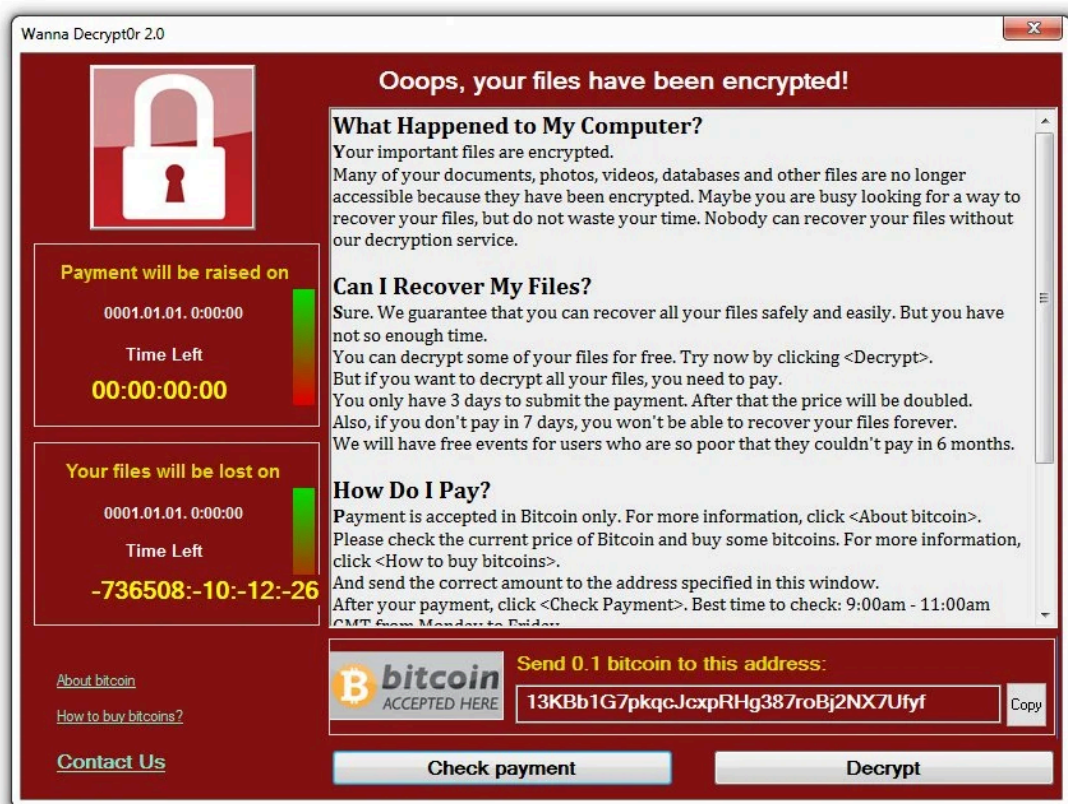 Wanna Decrypt0r 2.0
Ooops, your files have been encrypted!
Payment will be raised on
0001.01.01. 0:00:00
Time Left
00:00:00:00
Your files will be lost on
0001.01.01. 0:00:00
Time Left
-736508:-10:-12:-26
About bitcoin
How to buy bitcoins?
Contact Us
What Happened to My Computer?
Your important files are encrypted.
Many of your documents, photos, videos, databases and other files are no longer
accessible because they have been encrypted. Maybe you are busy looking for a way to
recover your files, but do not waste your time. Nobody can recover your files without
our decryption service.
Can I Recover My Files?
Sure. We guarantee that you can recover all your files safely and easily. But you have
not so enough time.
You can decrypt some of your files for free. Try now by clicking <Decrypt>.
But if you want to decrypt all your files, you need to pay.
You only have 3 days to submit the payment. After that the price will be doubled.
Also, if you don't pay in 7 days, you won't be able to recover your files forever.
We will have free events for users who are so poor that they couldn't pay in 6 months.
How Do I Pay?
Payment is accepted in Bitcoin only. For more information, click <About bitcoin>.
Please check the current price of Bitcoin and buy some bitcoins. For more information,
click <How to buy bitcoins>.
And send the correct amount to the address specified in this window.
After your payment, click <Check Payment>. Best time to check: 9:00am - 11:00am
GMT from Monday to Friday
bitcoin
ACCEPTED HERE
Send 0.1 bitcoin to this address:
13KBb1G7pkqcJcxpRHg387roBj2NX7Ufyf
Copy
Check payment
Decrypt